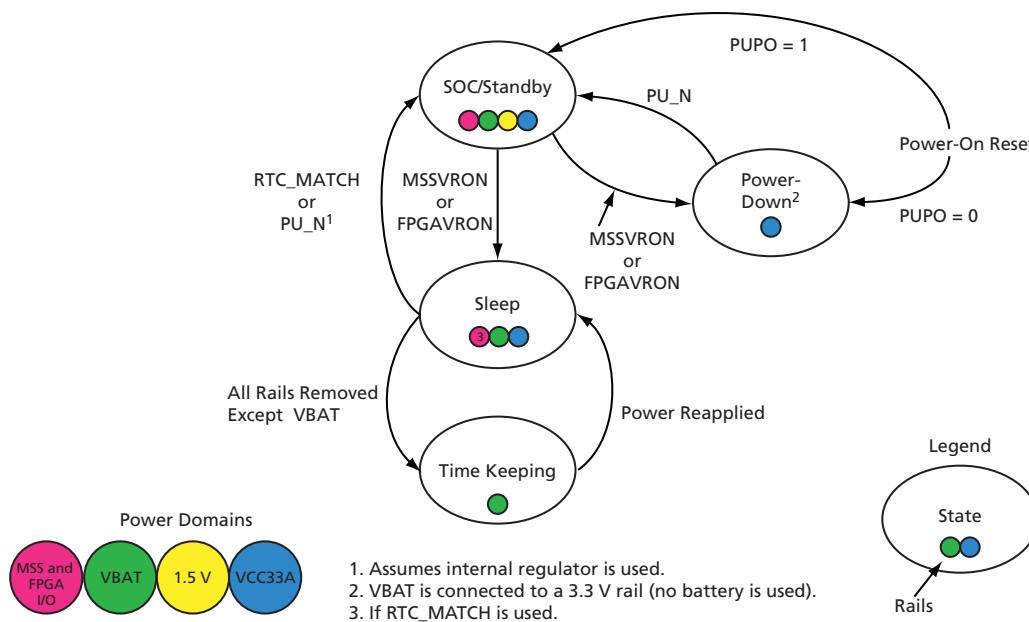 PUPO = 1
SOC/Standby
PU_N
Power-On Reset
RTC_MATCH
or
PU_N1
MSSVRON
or
FPGAVRON
Power-
Down2
PUPO = 0
MSSVRON
or
FPGAVRON
Sleep
3
All Rails Removed
Except VBAT
Power Reapplied
Time Keeping
Legend
State
Rails
Power Domains
MSS and
FPGA
I/O
VBAT
1.5 V
VCC33A
1. Assumes internal regulator is used.
2. VBAT is connected to a 3.3 V rail (no battery is used).
3. If RTC_MATCH is used.